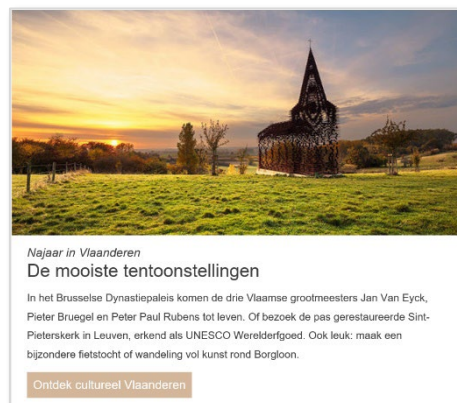 Najaar in Vlaanderen
De mooiste tentoonstellingen
In het Brusselse Dynastiepaleis komen de drie Vlaamse grootmeesters Jan Van Eyck,
Pieter Bruegel en Peter Paul Rubens tot leven. Of bezoek de pas gerestaureerde Sint-
Pieterskerk in Leuven, erkend als UNESCO Werelderfgoed. Ook leuk: maak een
bijzondere fietstocht of wandeling vol kunst rond Borgloon.
Ontdek cultureel Vlaanderen